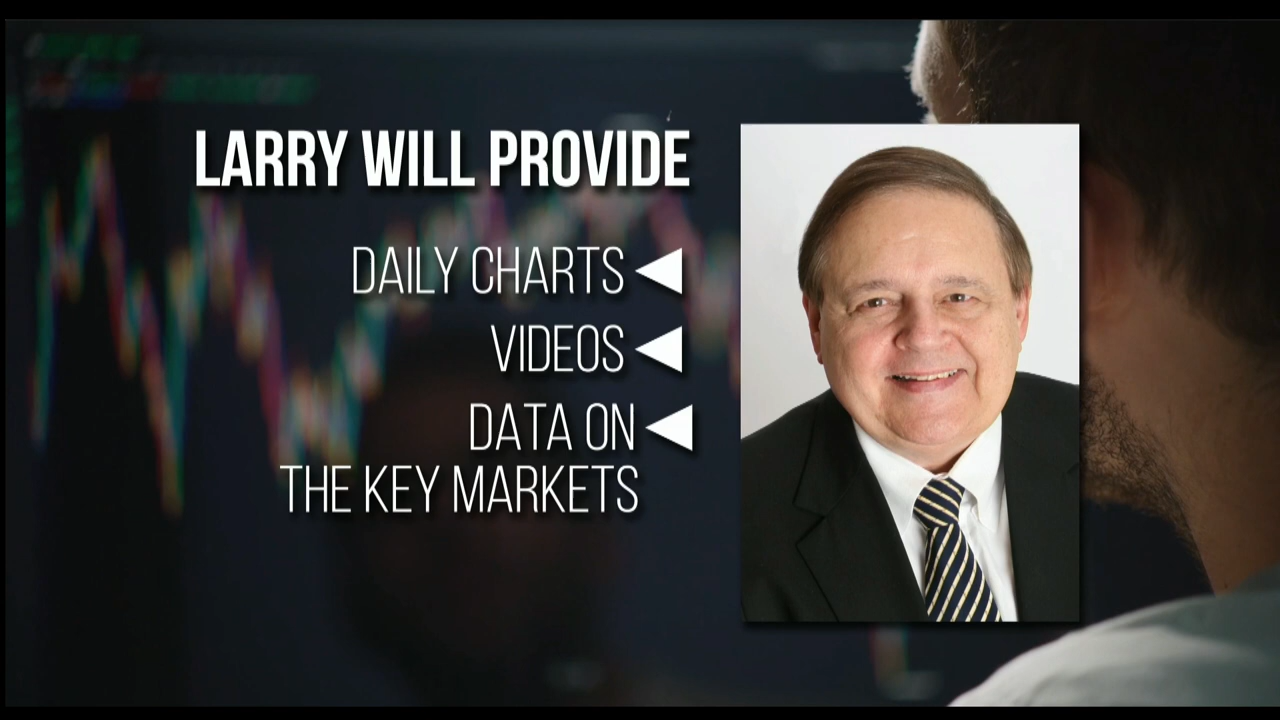 LARRY WILL PROVIDE
DAILY CHARTS
VIDEOS
DATA ON
THE KEY MARKETS